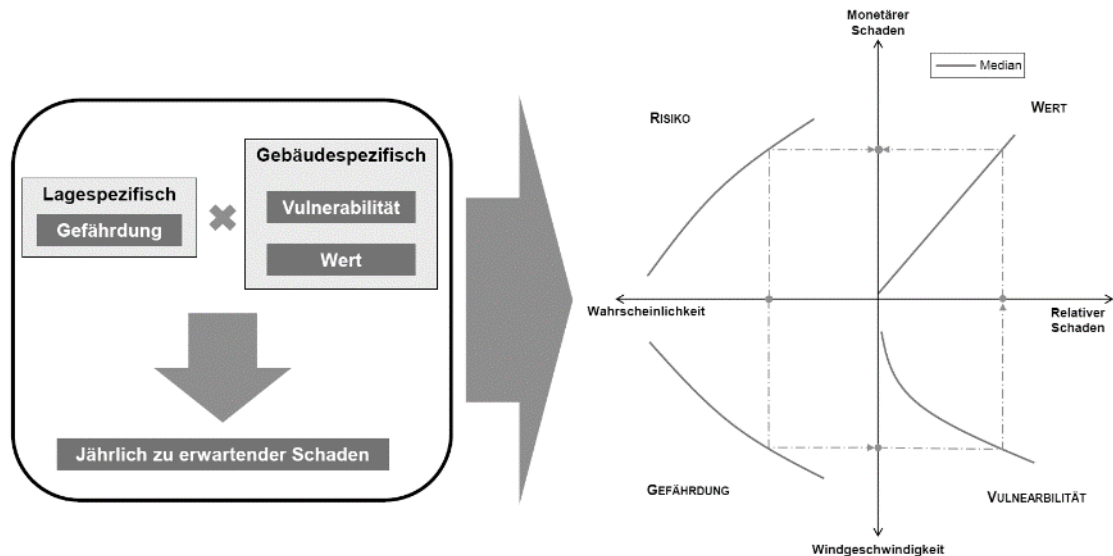 Lagespezifisch
Gefährdung
Gebäudespezifisch
Vulnerabilität
Wert
Jährlich zu erwartender Schaden
Monetärer
Schaden
Median
RISIKO
WERT
Wahrscheinlichkeit
Relativer
Schaden
GEFÄHRDUNG
VULNEARBILITÄT
Windgeschwindigkeit